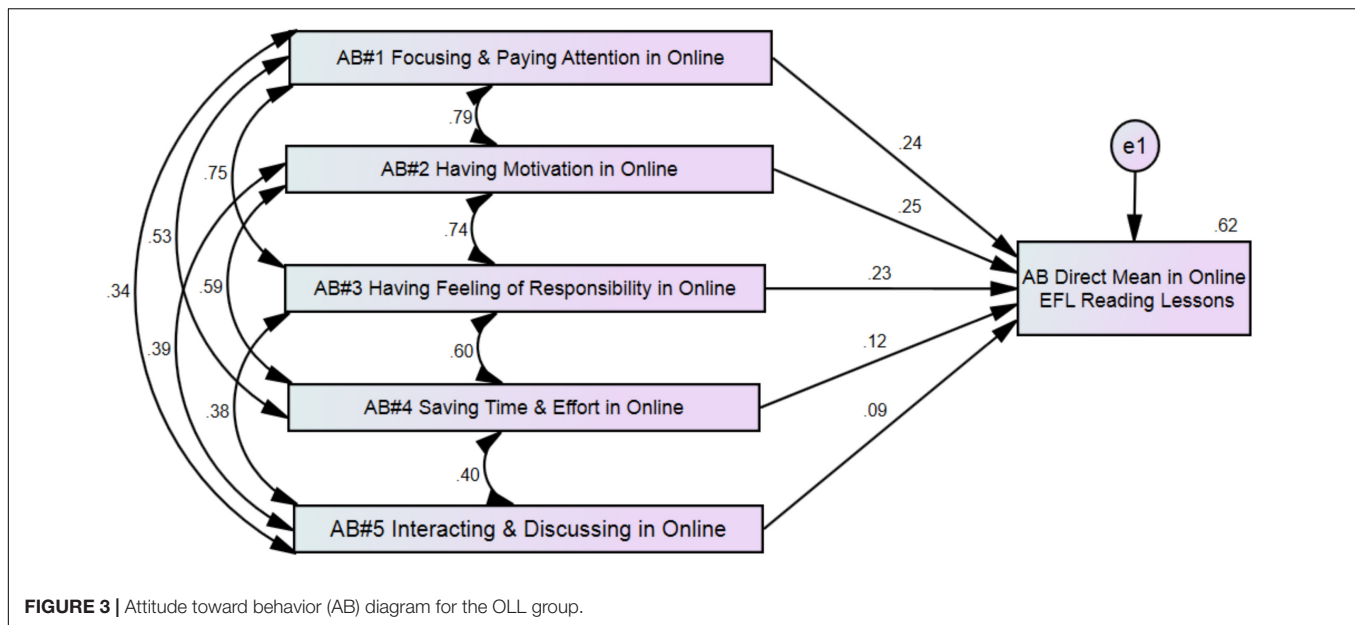 AB#1 Focusing & Paying Attention in Online
.79
.24
e1
AB#2 Having Motivation in Online
.75
.25
.74
.62
.53
.59
AB#3 Having Feeling of Responsibility in Online
.23
AB Direct Mean in Online
EFL Reading Lessons
.34
.39
.60
.12
AB#4 Saving Time & Effort in Online
.38
.09
.40
AB#5 Interacting & Discussing in Online
FIGURE 3 | Attitude toward behavior (AB) diagram for the OLL group.